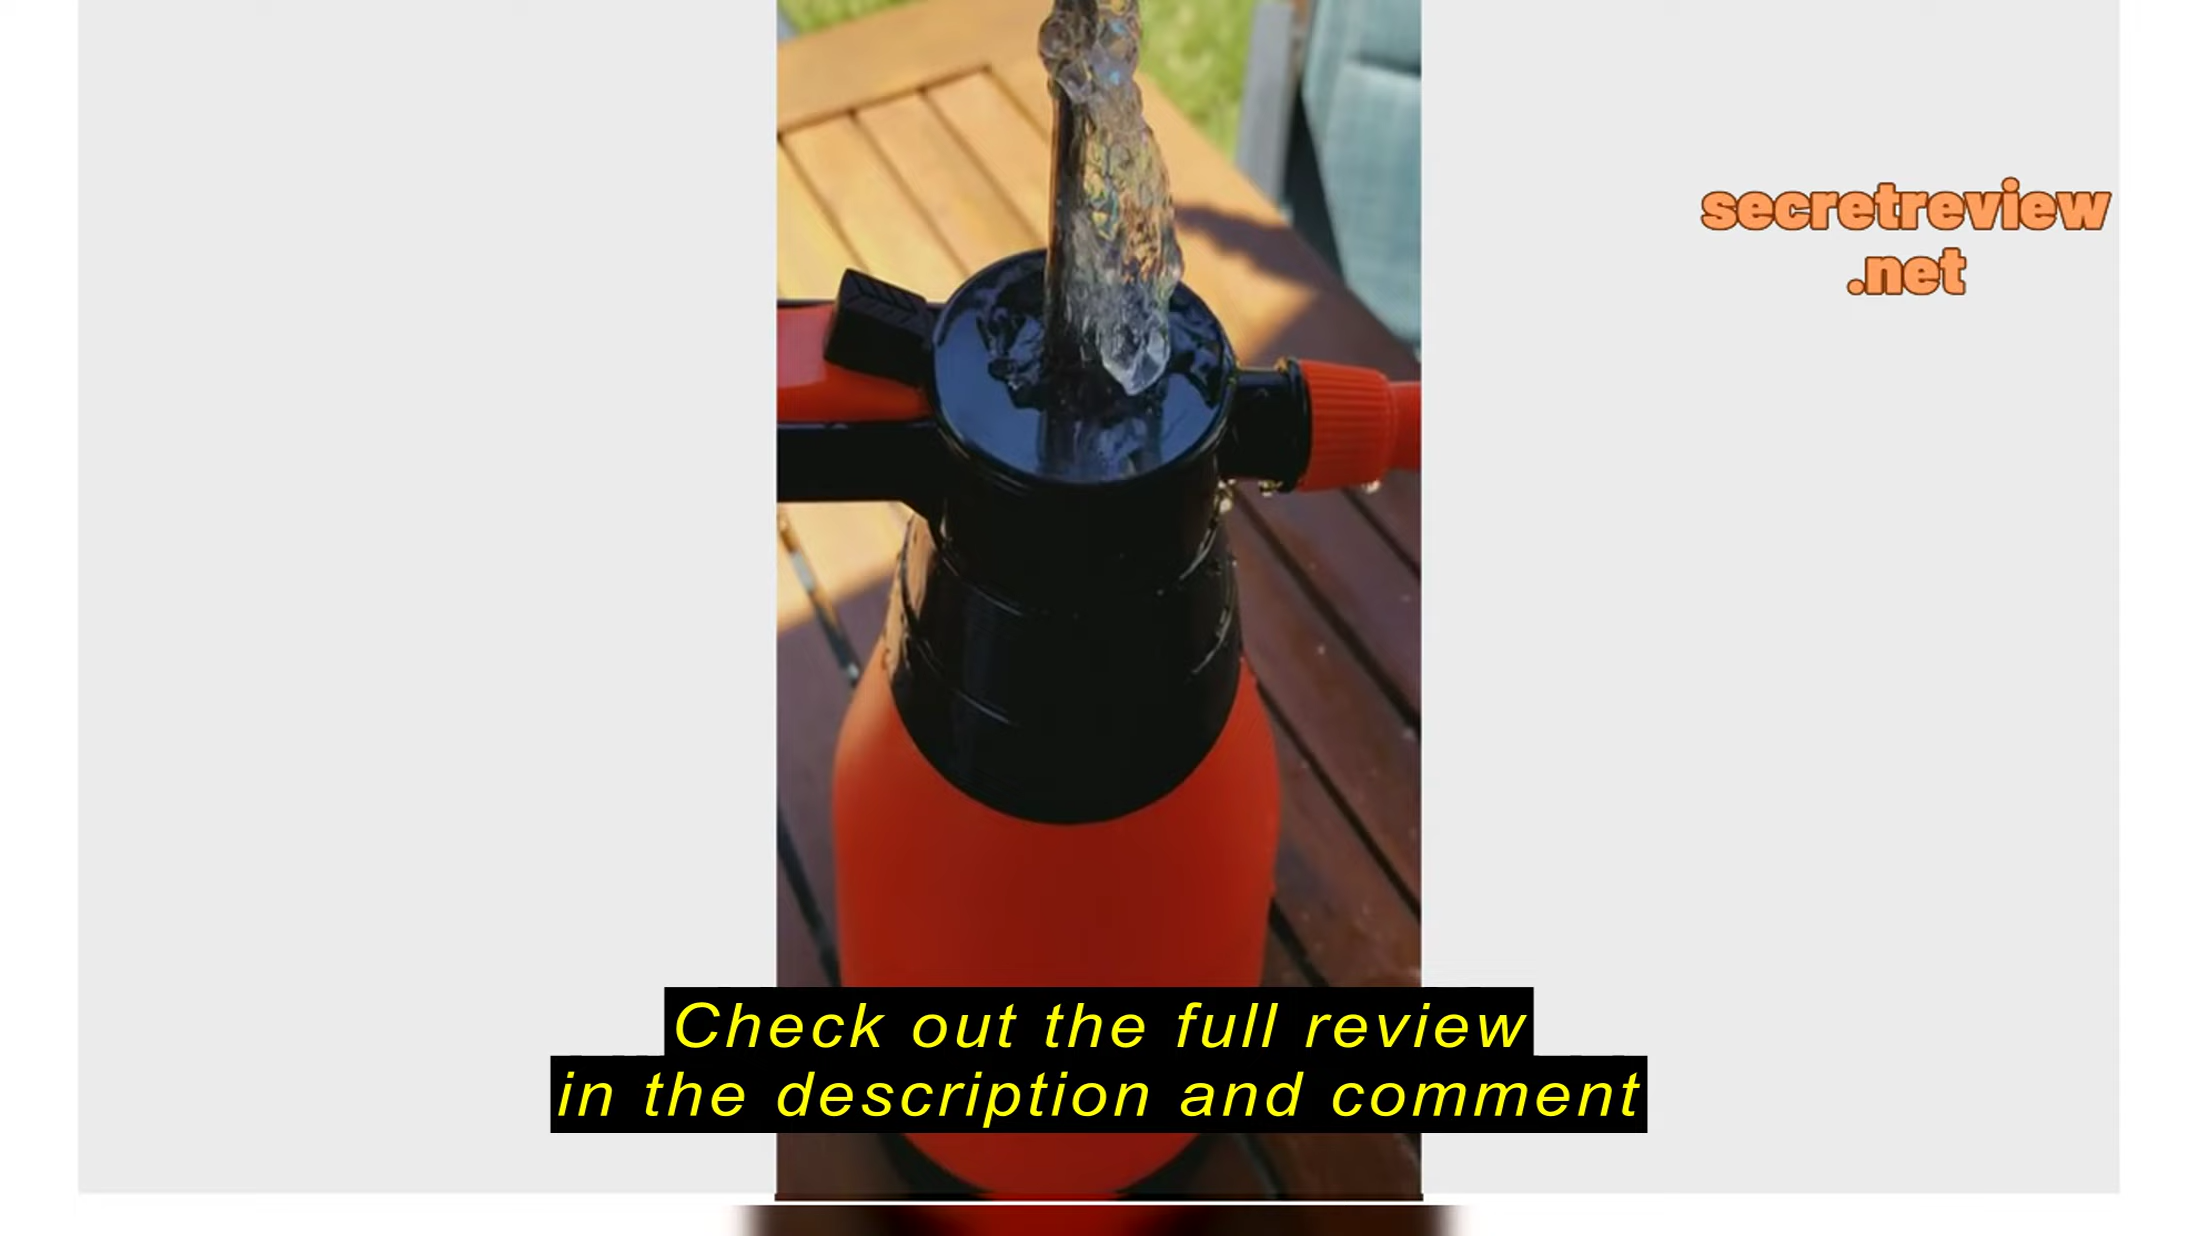 secretreview
.net
Check out the full review
in the description and comment